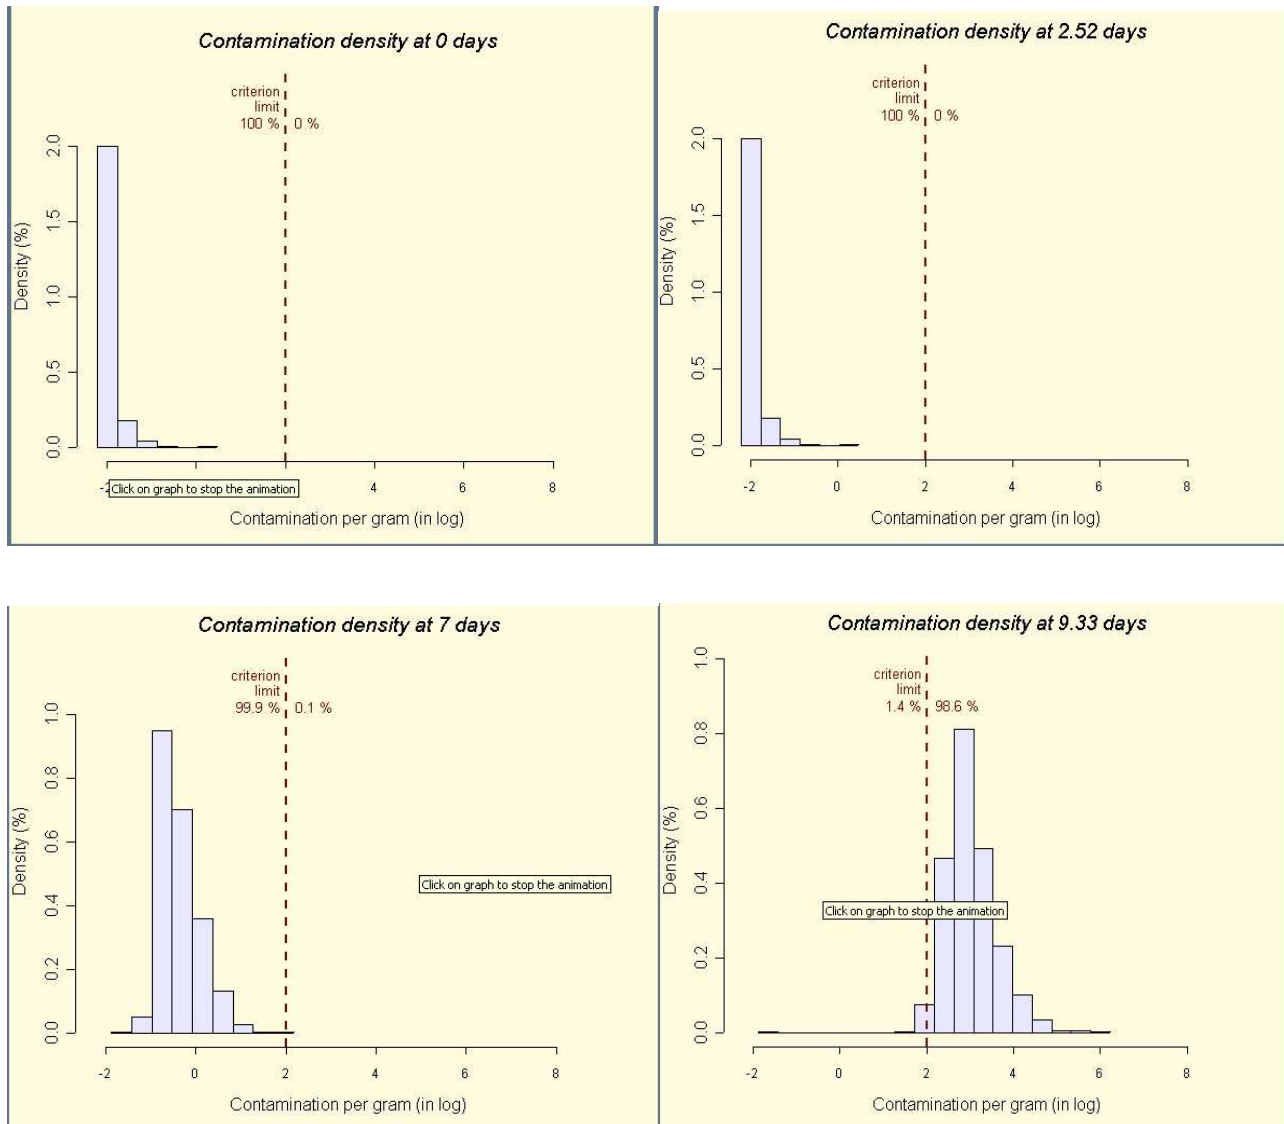 Contamination density at 0 days
criterion
limit
100 % 0 %
2.0
1.5
1.0
0.5
0.0
Density (%)
-2 4 6 8
Click on graph to stop the animation
Contamination per gram (in log)
Contamination density at 2.52 days
criterion
limit
100 % 0 %
2.0
1.5
1.0
0.5
0.0
Density (%)
-2 0 2 4 6 8
Contamination per gram (in log)
Contamination density at 7 days
criterion
limit
99.9 % 0.1 %
1.0
0.8
0.6
0.4
0.2
0.0
Density (%)
Click on graph to stop the animation
-2 0 2 4 6 8
Contamination per gram (in log)
Contamination density at 9.33 days
criterion
limit
1.4 % 98.6 %
1.0
0.8
0.6
0.4
0.2
0.0
Density (%)
Click on graph to stop the animation
-2 0 2 4 6 8
Contamination per gram (in log)